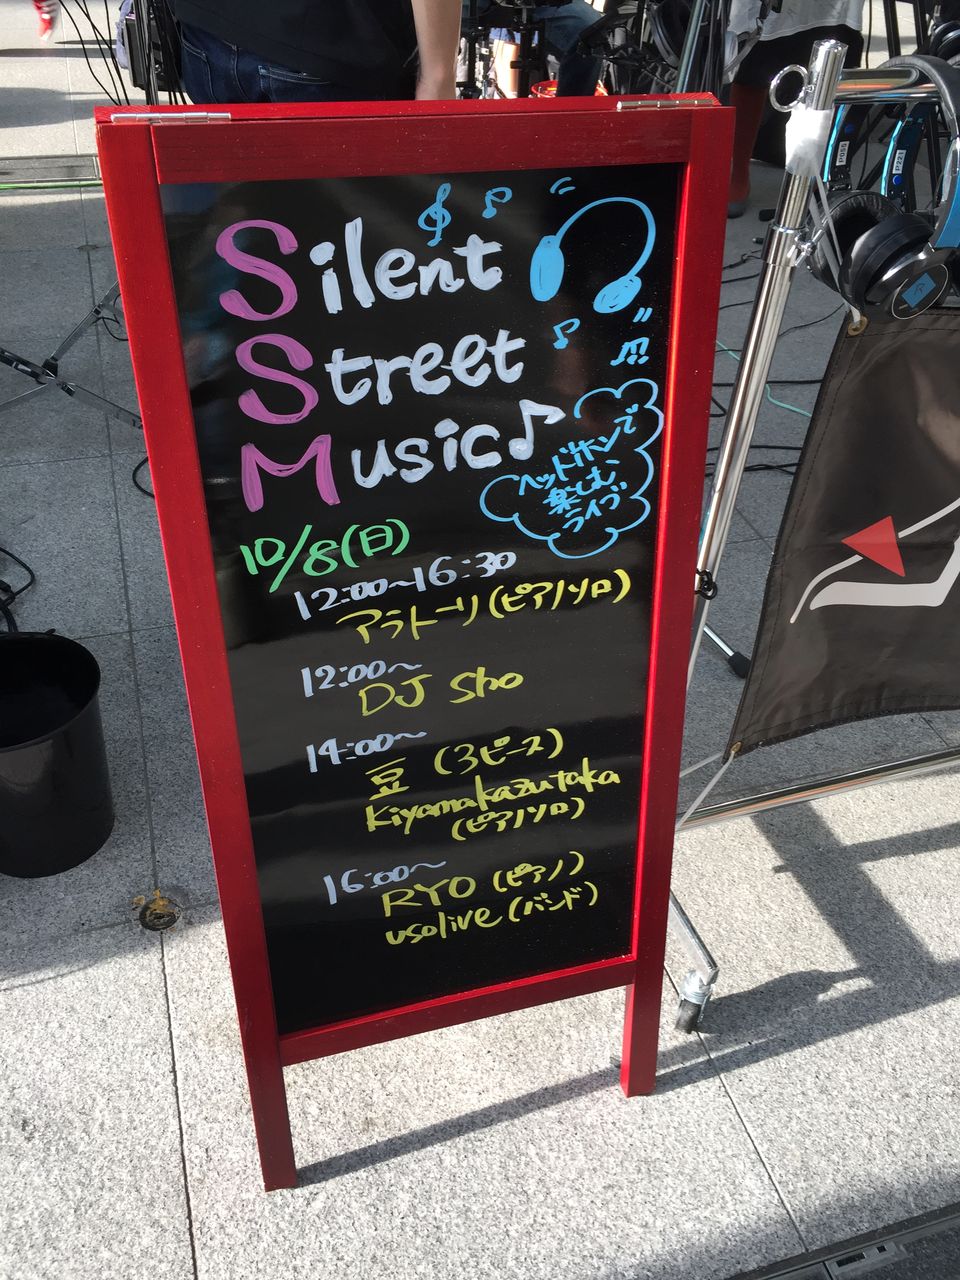 Silent
Street
Music♪
ヘッドホンで
楽しむ
ライブ
10/8(日)
12:00~16:30
アラトーリ(ピアノソロ)
12:00~
DJ Sho
14:00~
豆 (3ピース)
Kiyamakazutaka
(ピアノソロ)
16:00~
RYO (ピアノ)
usolive (バンド)
P055
P221